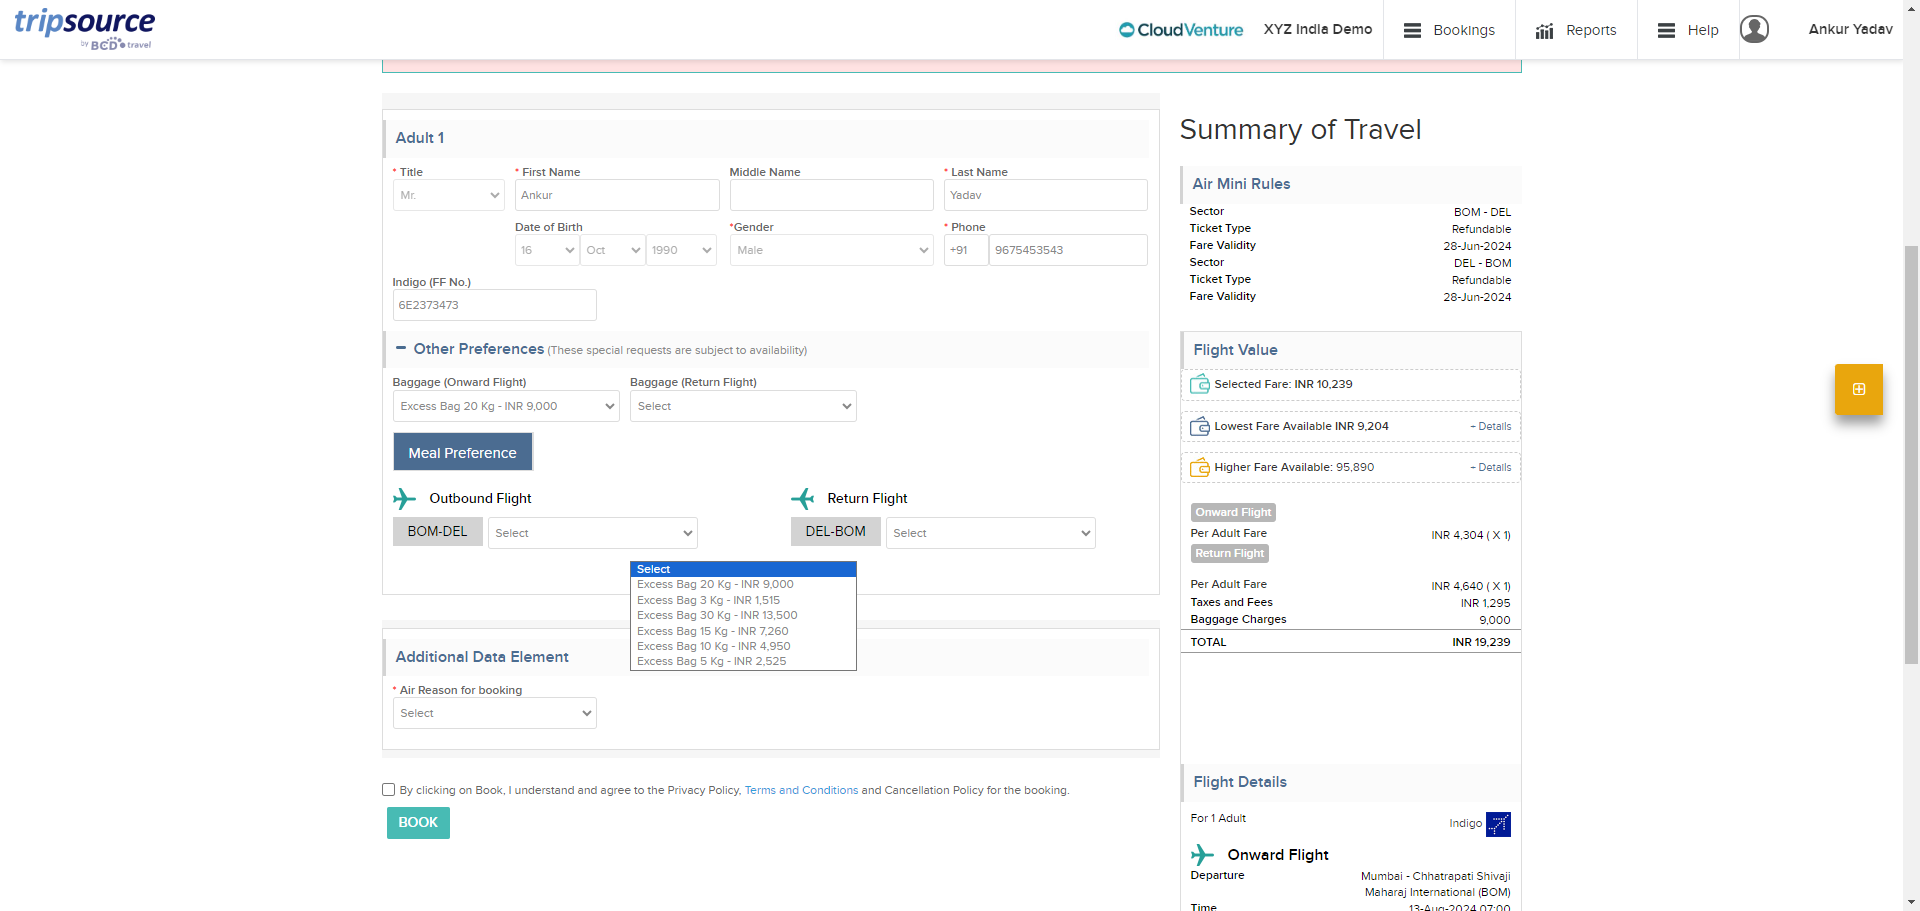 tripsource
by BCD travel
CloudVenture
XYZ India Demo
Bookings
Reports
Help
Ankur Yadav
Adult 1
* Title
* First Name
Middle Name
* Last Name
Mr.
Ankur
Yadav
Date of Birth
*Gender
* Phone
16
Oct
1990
Male
+91
9675453543
Indigo (FF No.)
6E2373473
Other Preferences (These special requests are subject to availability)
Baggage (Onward Flight)
Baggage (Return Flight)
Excess Bag 20 Kg - INR 9,000
Select
Meal Preference
Outbound Flight
Return Flight
BOM-DEL
Select
DEL-BOM
Select
Select
Excess Bag 20 Kg - INR 9,000
Excess Bag 3 Kg - INR 1,515
Excess Bag 30 Kg - INR 13,500
Excess Bag 15 Kg - INR 7,260
Excess Bag 10 Kg - INR 4,950
Excess Bag 5 Kg - INR 2,525
Additional Data Element
* Air Reason for booking
Select
By clicking on Book, I understand and agree to the Privacy Policy, Terms and Conditions and Cancellation Policy for the booking.
BOOK
Summary of Travel
Air Mini Rules
Sector BOM - DEL
Ticket Type Refundable
Fare Validity 28-Jun-2024
Sector DEL - BOM
Ticket Type Refundable
Fare Validity 28-Jun-2024
Flight Value
Selected Fare: INR 10,239
Lowest Fare Available INR 9,204 + Details
Higher Fare Available: 95,890 + Details
Onward Flight
Per Adult Fare INR 4,304 ( X 1)
Return Flight
Per Adult Fare INR 4,640 ( X 1)
Taxes and Fees INR 1,295
Baggage Charges 9,000
TOTAL INR 19,239
Flight Details
For 1 Adult Indigo
Onward Flight
Departure Mumbai - Chhatrapati Shivaji
Maharaj International (BOM)
Time 13-Aug-2024 07:00